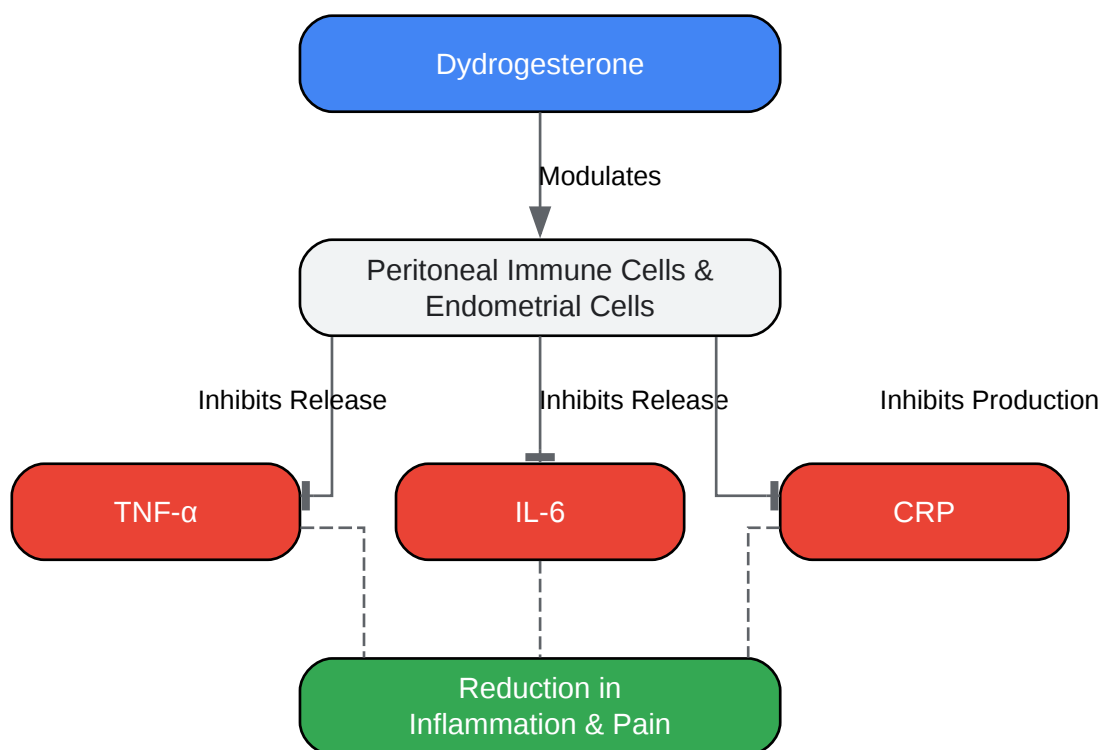 Dydrogesterone
Modulates
Peritoneal Immune Cells &
Endometrial Cells
Inhibits Release
Inhibits Release
Inhibits Production
TNF-α
IL-6
CRP
Reduction in
Inflammation & Pain